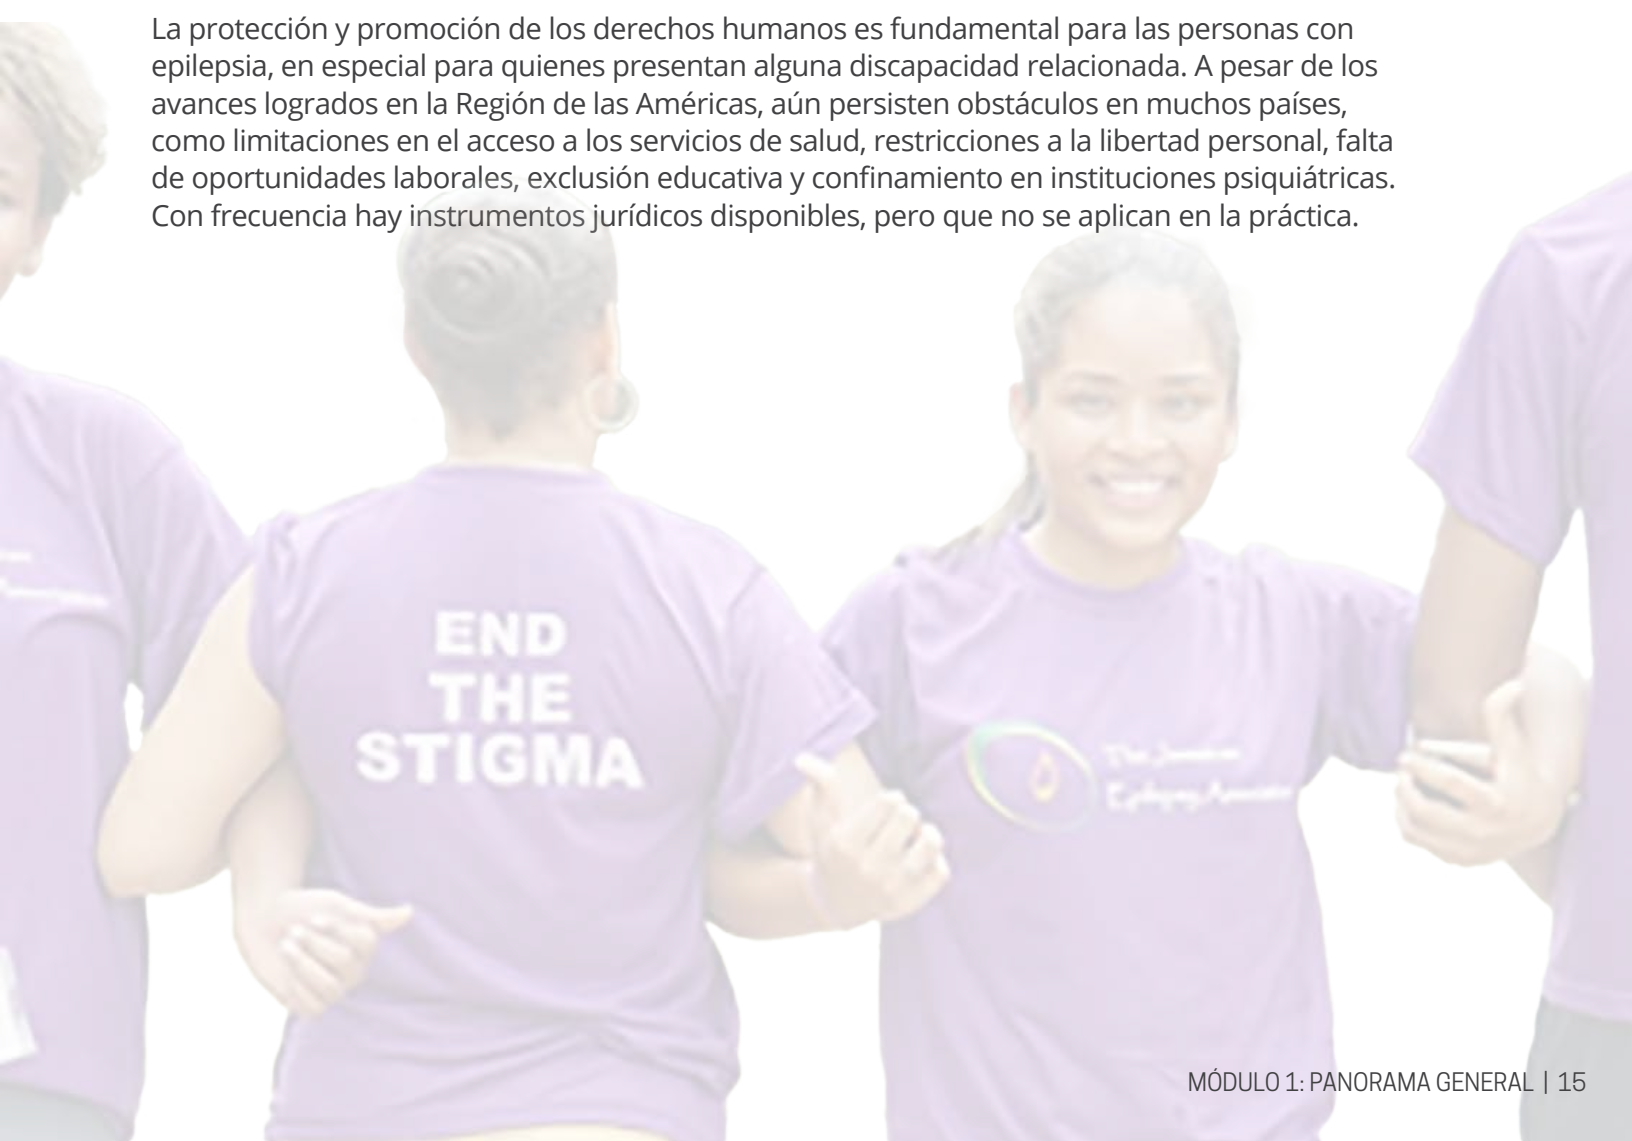 La protección y promoción de los derechos humanos es fundamental para las personas con
epilepsia, en especial para quienes presentan alguna discapacidad relacionada. A pesar de los
avances logrados en la Región de las Américas, aún persisten obstáculos en muchos países,
como limitaciones en el acceso a los servicios de salud, restricciones a la libertad personal, falta
de oportunidades laborales, exclusión educativa y confinamiento en instituciones psiquiátricas.
Con frecuencia hay instrumentos jurídicos disponibles, pero que no se aplican en la práctica.
END
THE
STIGMA
The Jamaican
Epilepsy
MÓDULO 1: PANORAMA GENERAL | 15